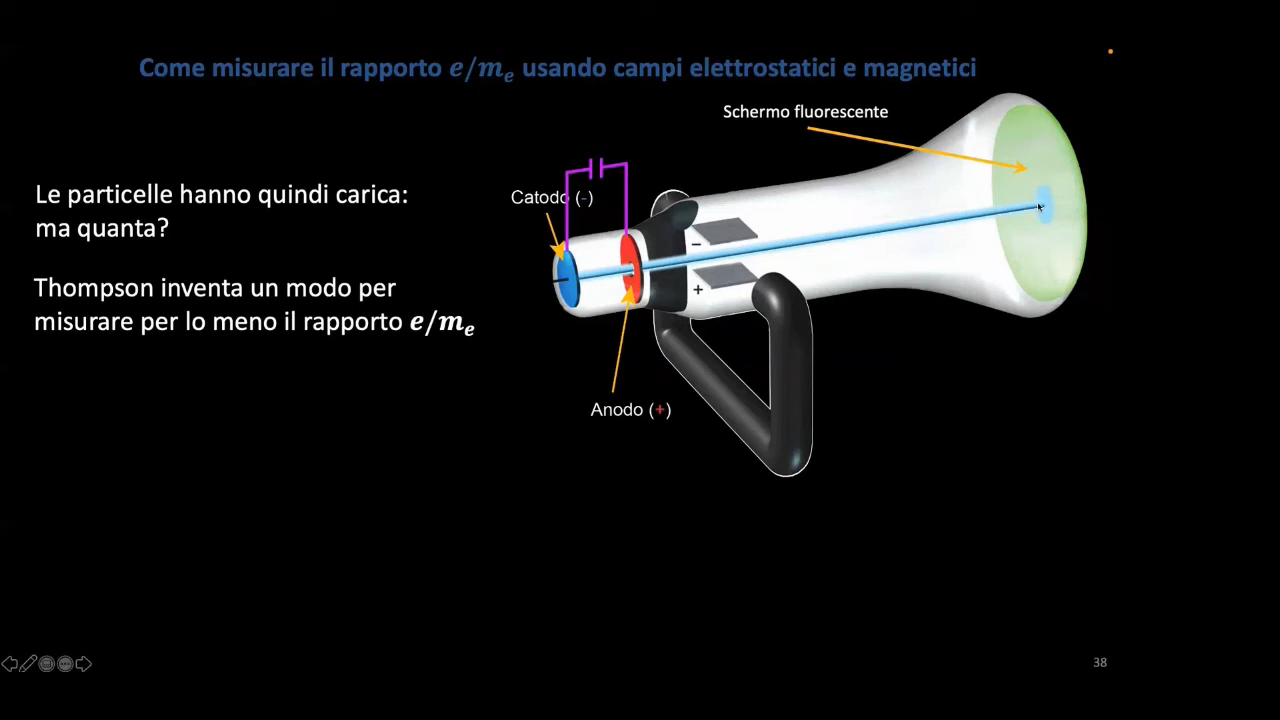 Come misurare il rapporto e/mₑ usando campi elettrostatici e magnetici
Schermo fluorescente
Le particelle hanno quindi carica:
ma quanta?
Catodo (-)
Thompson inventa un modo per
misurare per lo meno il rapporto e/mₑ
−
+
Anodo (+)
38